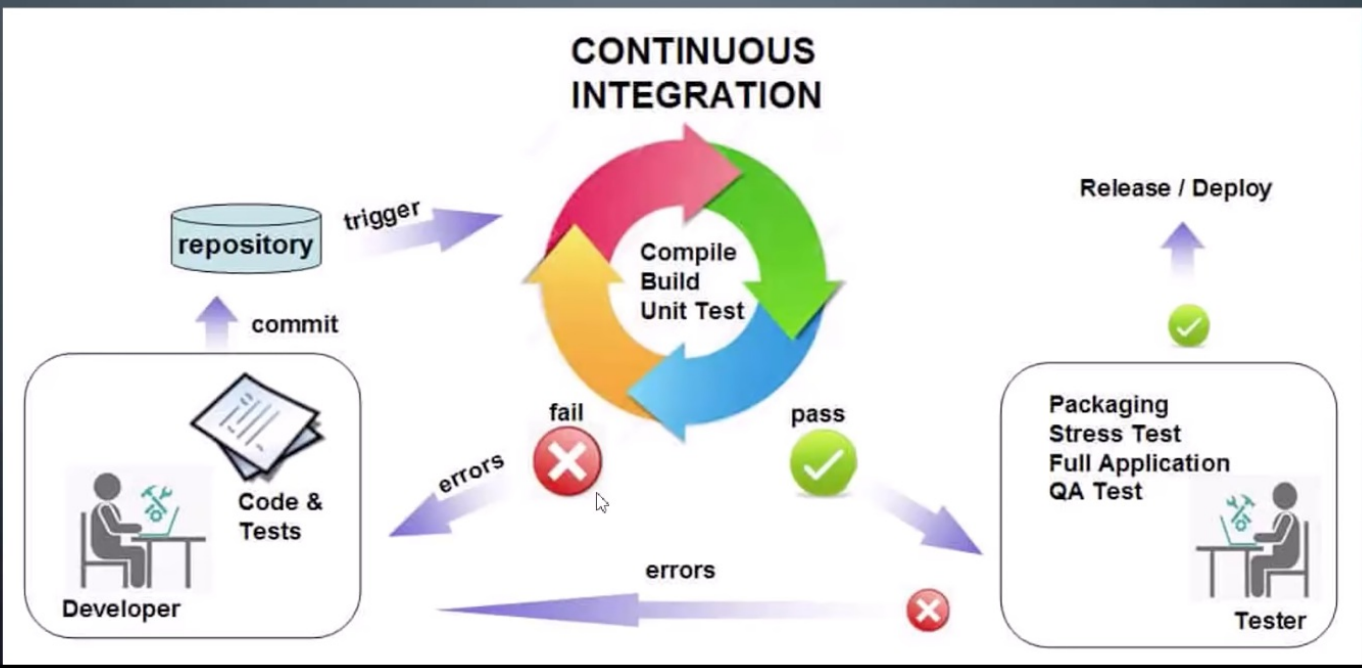 CONTINUOUS
INTEGRATION
repository
trigger
commit
Compile
Build
Unit Test
Release / Deploy
fail
pass
errors
Code &
Tests
Developer
errors
Packaging
Stress Test
Full Application
QA Test
Tester